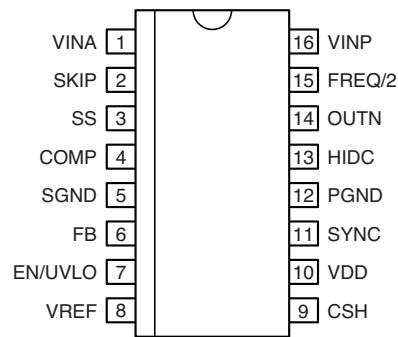 VINA 1 16 VINP
SKIP 2 15 FREQ/2
SS 3 14 OUTN
COMP 4 13 HIDC
SGND 5 12 PGND
FB 6 11 SYNC
EN/UVLO 7 10 VDD
VREF 8 9 CSH